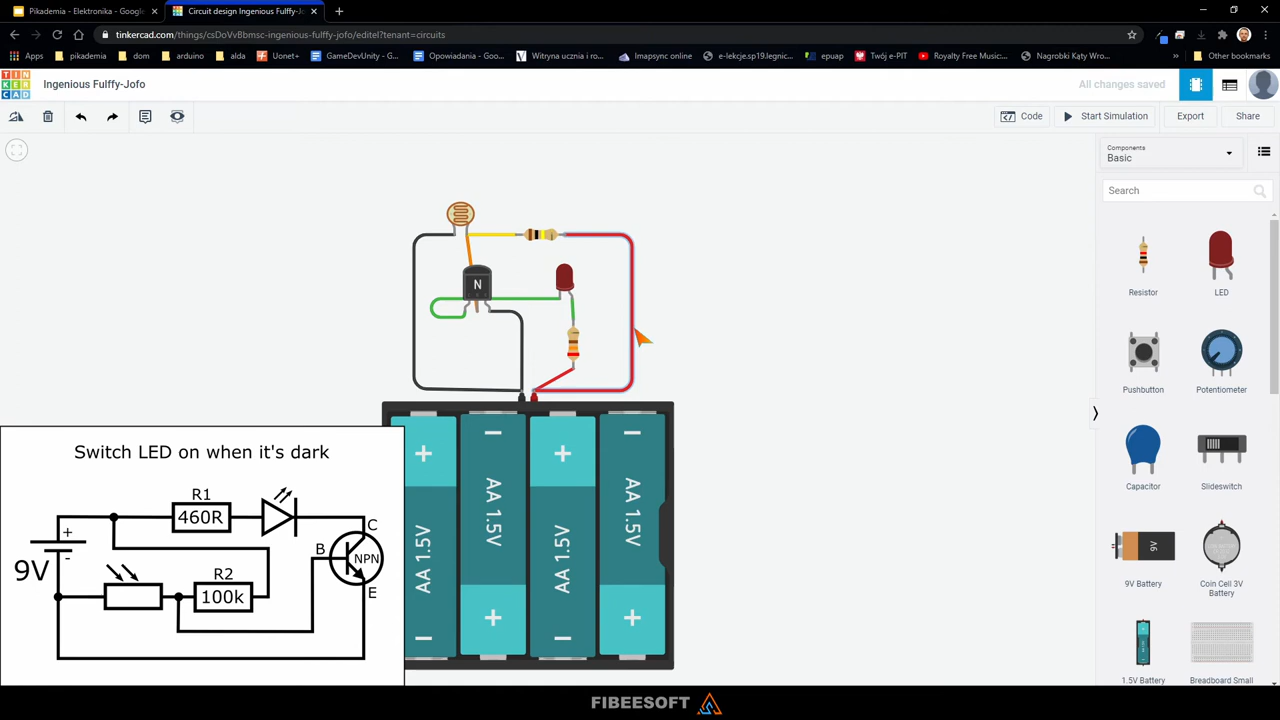 Pikademia - Elektronika - Google
Circuit design Ingenious Fulffy-Jo
tinkercad.com/things/csDoVvBbmsc-ingenious-fulffy-jofo/editel?tenant=circuits
Apps
pikademia
dom
arduino
alda
Uonet+
GameDevUnity - Go...
Opowiadania - Goo...
Witryna ucznia i ro...
Imapsync online
e-lekcje.sp19.legnic...
epuap
Twój e-PIT
Royalty Free Music...
Nagrobki Kąty Wro...
»
Other bookmarks
TIN
KER
CAD
Ingenious Fulffy-Jofo
All changes saved
Code
Start Simulation
Export
Share
Components
Basic
Search
Resistor
LED
Pushbutton
Potentiometer
Capacitor
Slideswitch
9V
9V Battery
Coin Cell 3V
Battery
1.5V Battery
Breadboard Small
N
+
−
+
−
AA 1.5V
AA 1.5V
AA 1.5V
AA 1.5V
−
+
−
+
Switch LED on when it's dark
R1
460R
C
+
-
9V
B
NPN
R2
100k
E
FIBEESOFT